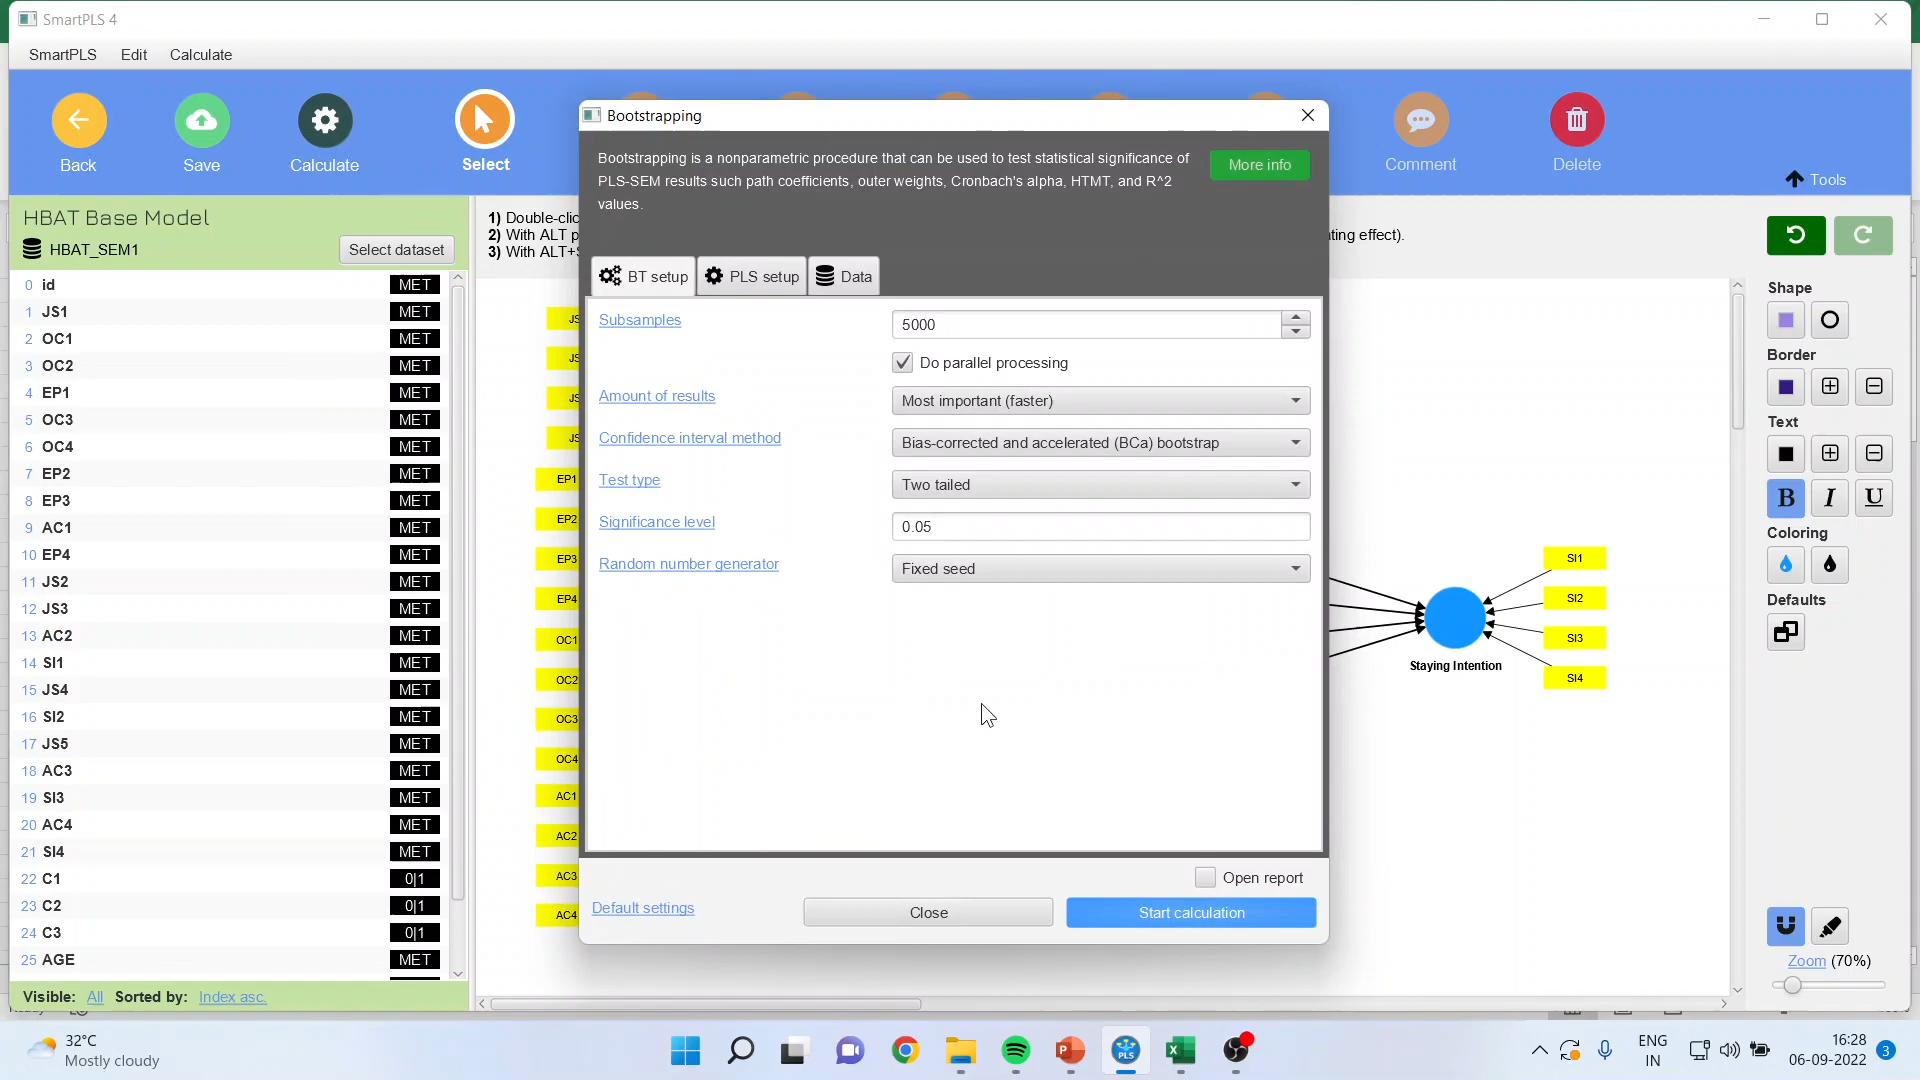 SmartPLS 4
SmartPLS Edit Calculate
Back Save Calculate Select Comment Delete Tools
Bootstrapping
Bootstrapping is a nonparametric procedure that can be used to test statistical significance of
PLS-SEM results such path coefficients, outer weights, Cronbach's alpha, HTMT, and R^2
values.
More info
HBAT Base Model
HBAT_SEM1 Select dataset
0 id MET
1 JS1 MET
2 OC1 MET
3 OC2 MET
4 EP1 MET
5 OC3 MET
6 OC4 MET
7 EP2 MET
8 EP3 MET
9 AC1 MET
10 EP4 MET
11 JS2 MET
12 JS3 MET
13 AC2 MET
14 SI1 MET
15 JS4 MET
16 SI2 MET
17 JS5 MET
18 AC3 MET
19 SI3 MET
20 AC4 MET
21 SI4 MET
22 C1 0|1
23 C2 0|1
24 C3 0|1
25 AGE MET
Visible: All Sorted by: Index asc.
1) Double-clic
2) With ALT p
ting effect).
3) With ALT+
JS
JS
JS
JS
EP1
EP2
EP3
EP4
OC1
OC2
OC3
OC4
AC1
AC2
AC3
AC4
BT setup PLS setup Data
Subsamples 5000
Do parallel processing
Amount of results Most important (faster)
Confidence interval method Bias-corrected and accelerated (BCa) bootstrap
Test type Two tailed
Significance level 0.05
Random number generator Fixed seed
Open report
Default settings Close Start calculation
SI1
SI2
SI3
SI4
Staying Intention
Shape
Border
Text
B I U
Coloring
Defaults
Zoom (70%)
32°C
Mostly cloudy
PLS
ENG
IN
16:28
06-09-2022
3